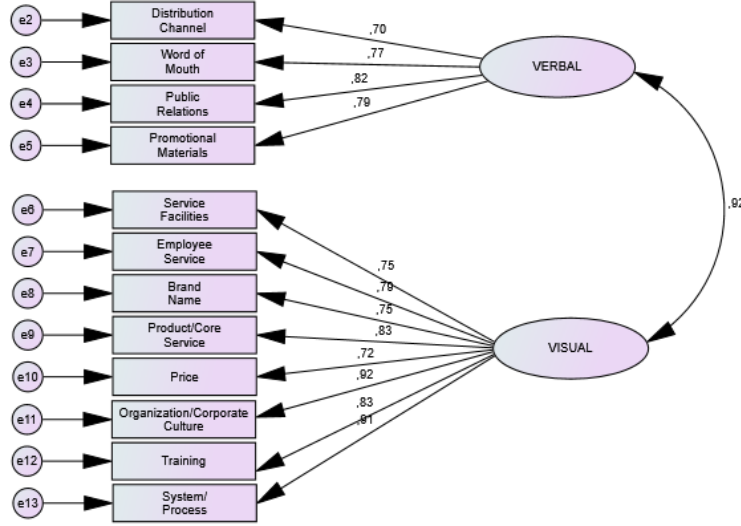 e2
Distribution
Channel
,70
e3
Word of
Mouth
,77
VERBAL
e4
Public
Relations
,82
e5
Promotional
Materials
,79
,92
e6
Service
Facilities
,75
e7
Employee
Service
,79
e8
Brand
Name
,75
e9
Product/Core
Service
,83
VISUAL
e10
Price
,72
e11
Organization/Corporate
Culture
,92
e12
Training
,83
e13
System/
Process
,91